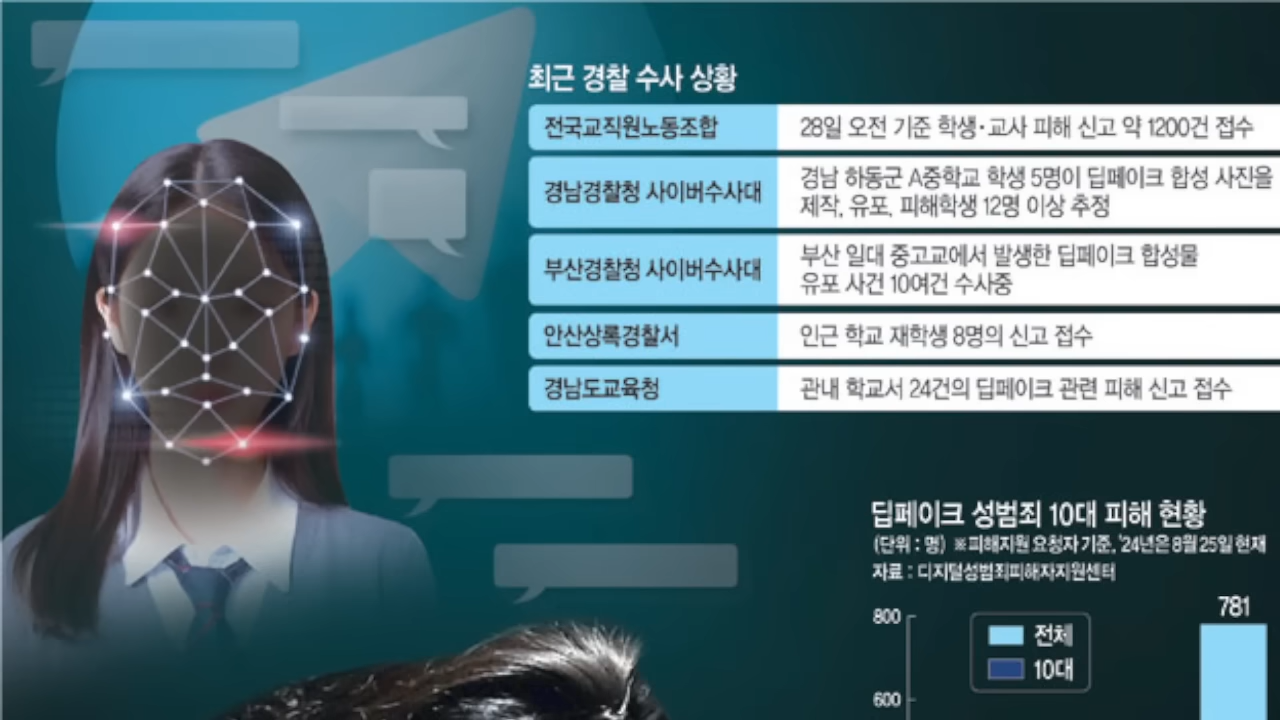 최근 경찰 수사 상황
전국교직원노동조합
28일 오전 기준 학생·교사 피해 신고 약 1200건 접수
경남경찰청 사이버수사대
경남 하동군 A중학교 학생 5명이 딥페이크 합성 사진을
제작, 유포, 피해학생 12명 이상 추정
부산경찰청 사이버수사대
부산 일대 중고교에서 발생한 딥페이크 합성물
유포 사건 10여건 수사중
안산상록경찰서
인근 학교 재학생 8명의 신고 접수
경남도교육청
관내 학교서 24건의 딥페이크 관련 피해 신고 접수
딥페이크 성범죄 10대 피해 현황
(단위 : 명) ※피해지원 요청자 기준, '24년은 8월 25일 현재
자료 : 디지털성범죄피해자지원센터
800
전체
781
10대
600